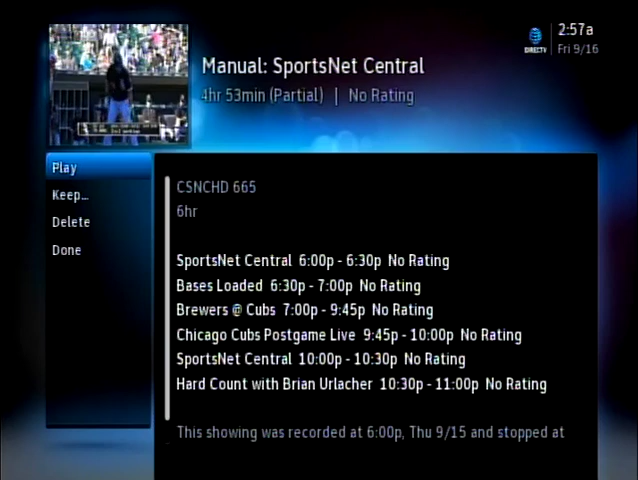 2:57a
DIRECTV
Fri 9/16
Manual: SportsNet Central
4hr 53min (Partial) | No Rating
Play
Keep...
Delete
Done
CSNCHD 665
6hr
SportsNet Central 6:00p - 6:30p No Rating
Bases Loaded 6:30p - 7:00p No Rating
Brewers @ Cubs 7:00p - 9:45p No Rating
Chicago Cubs Postgame Live 9:45p - 10:00p No Rating
SportsNet Central 10:00p - 10:30p No Rating
Hard Count with Brian Urlacher 10:30p - 11:00p No Rating
This showing was recorded at 6:00p, Thu 9/15 and stopped at